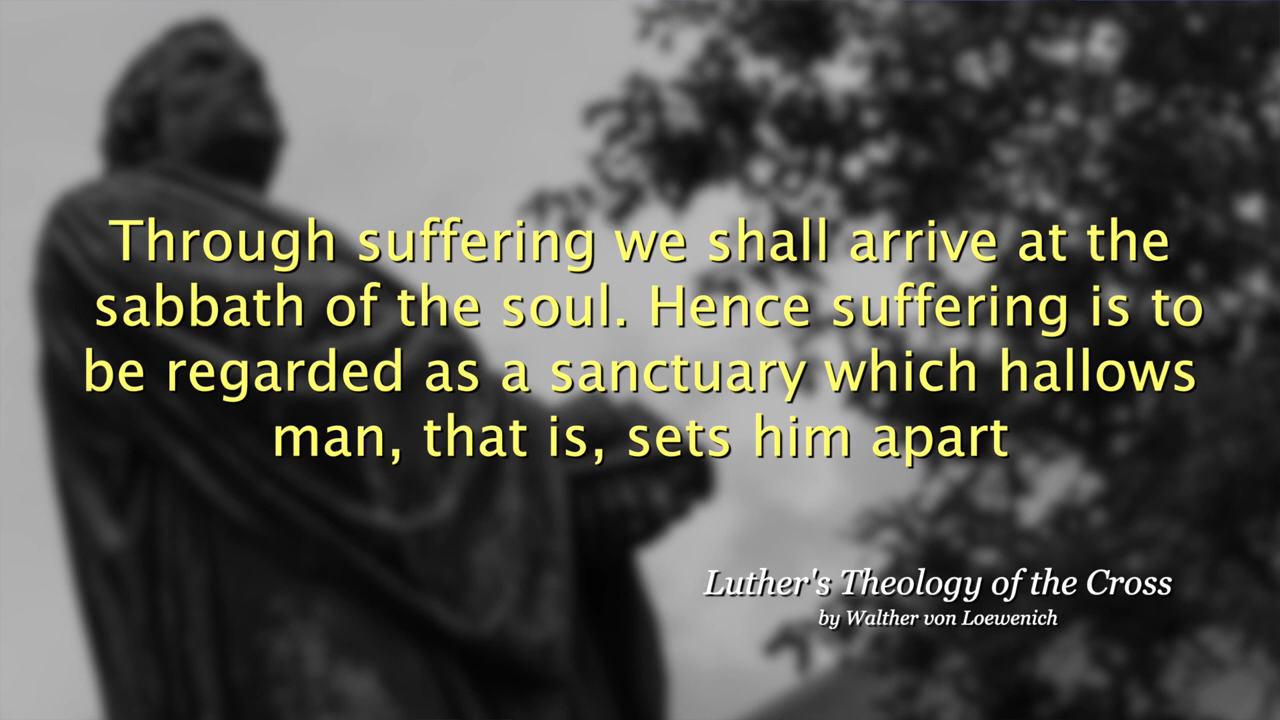 Through suffering we shall arrive at the
sabbath of the soul. Hence suffering is to
be regarded as a sanctuary which hallows
man, that is, sets him apart
Luther's Theology of the Cross
by Walther von Loewenich